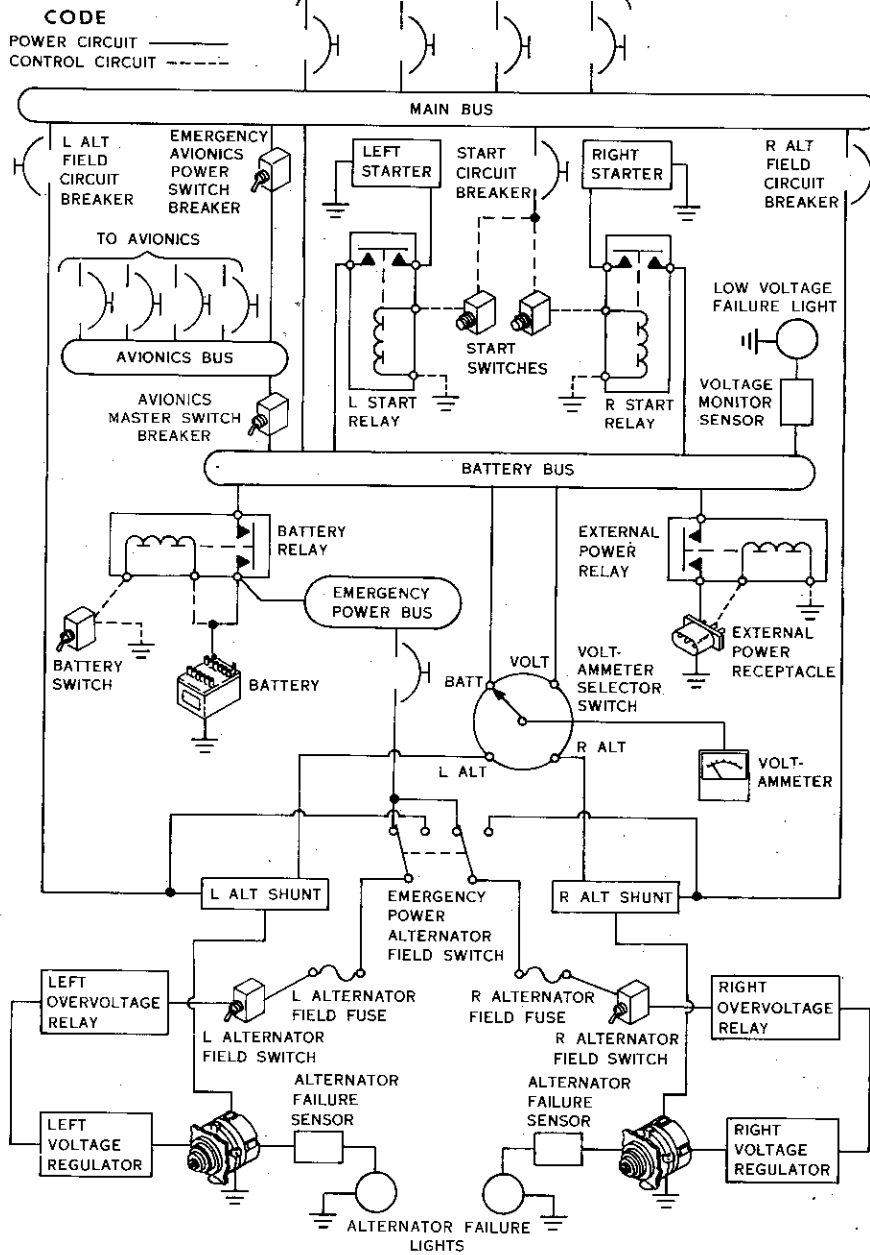 CODE
POWER CIRCUIT
CONTROL CIRCUIT
MAIN BUS
L ALT
FIELD
CIRCUIT
BREAKER
EMERGENCY
AVIONICS
POWER
SWITCH
BREAKER
LEFT
STARTER
START
CIRCUIT
BREAKER
RIGHT
STARTER
R ALT
FIELD
CIRCUIT
BREAKER
TO AVIONICS
AVIONICS BUS
AVIONICS
MASTER SWITCH
BREAKER
L START
RELAY
START
SWITCHES
R START
RELAY
LOW VOLTAGE
FAILURE LIGHT
VOLTAGE
MONITOR
SENSOR
BATTERY BUS
BATTERY
RELAY
EXTERNAL
POWER
RELAY
EMERGENCY
POWER BUS
BATTERY
SWITCH
BATTERY
EXTERNAL
POWER
RECEPTACLE
BATT
VOLT
VOLT-
AMMETER
SELECTOR
SWITCH
L ALT
R ALT
VOLT-
AMMETER
L ALT SHUNT
EMERGENCY
POWER
ALTERNATOR
FIELD SWITCH
R ALT SHUNT
LEFT
OVERVOLTAGE
RELAY
L ALTERNATOR
FIELD FUSE
R ALTERNATOR
FIELD FUSE
RIGHT
OVERVOLTAGE
RELAY
L ALTERNATOR
FIELD SWITCH
R ALTERNATOR
FIELD SWITCH
ALTERNATOR
FAILURE
SENSOR
ALTERNATOR
FAILURE
SENSOR
LEFT
VOLTAGE
REGULATOR
RIGHT
VOLTAGE
REGULATOR
ALTERNATOR FAILURE
LIGHTS